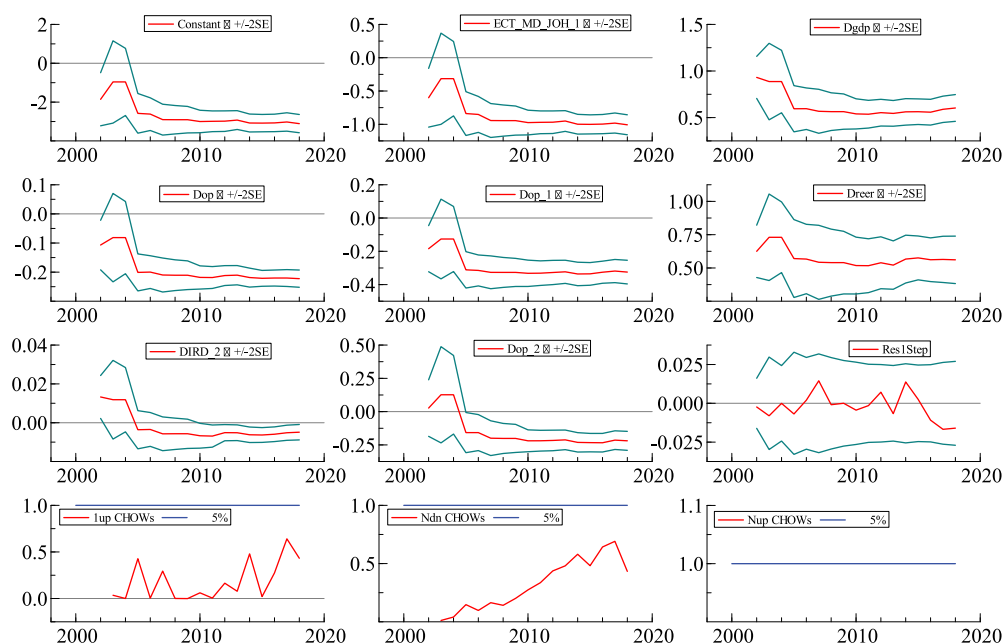 Constant ☒ +/-2SE
2
0
-2
2000 2010 2020
ECT_MD_JOH_1 ☒ +/-2SE
0.5
0.0
-0.5
-1.0
2000 2010 2020
Dgdp ☒ +/-2SE
1.5
1.0
0.5
2000 2010 2020
Dop ☒ +/-2SE
0.1
0.0
-0.1
-0.2
2000 2010 2020
Dop_1 ☒ +/-2SE
0.2
0.0
-0.2
-0.4
2000 2010 2020
Dreer ☒ +/-2SE
1.00
0.75
0.50
2000 2010 2020
DIRD_2 ☒ +/-2SE
0.04
0.02
0.00
2000 2010 2020
Dop_2 ☒ +/-2SE
0.50
0.25
0.00
-0.25
2000 2010 2020
Res1Step
0.025
0.000
-0.025
2000 2010 2020
1up CHOWs 5%
1.0
0.5
0.0
2000 2010 2020
Ndn CHOWs 5%
1.0
0.5
2000 2010 2020
Nup CHOWs 5%
1.1
1.0
2000 2010 2020